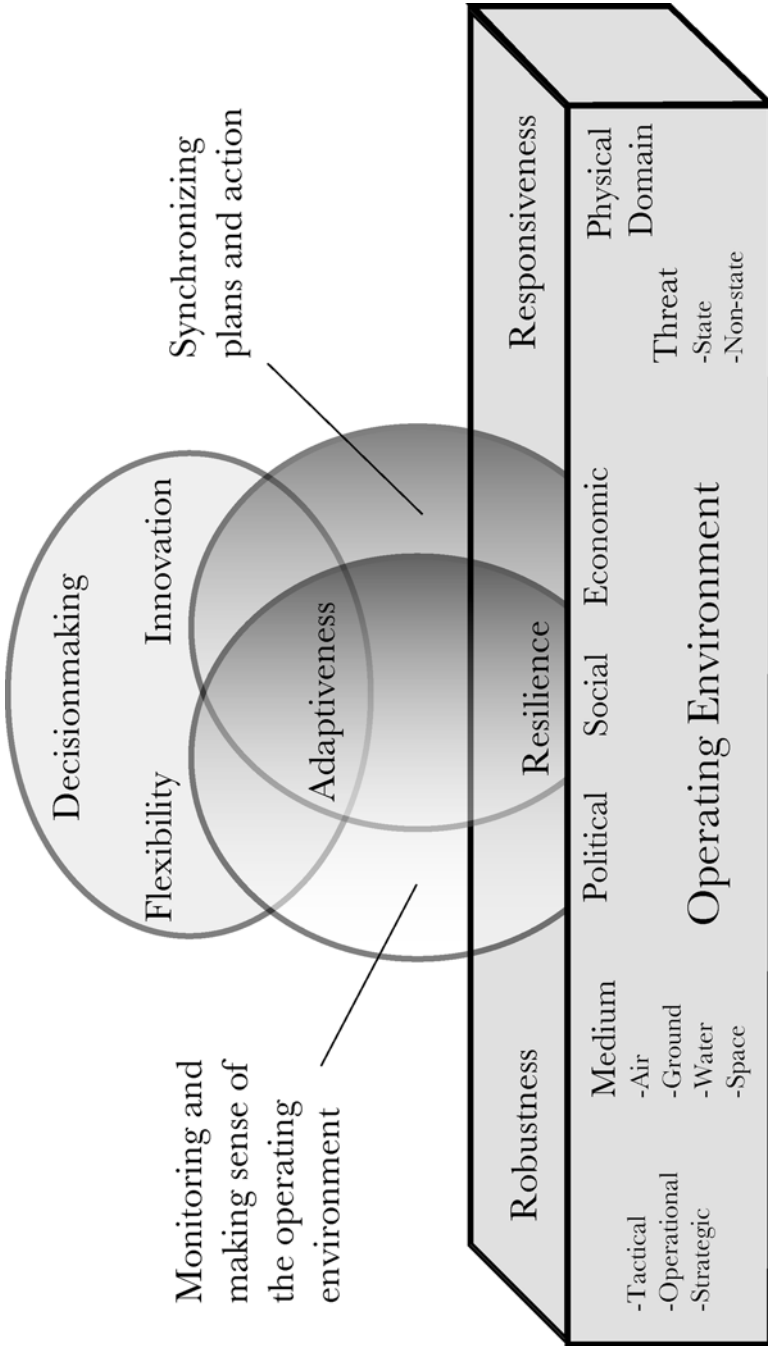 Decisionmaking
Flexibility
Innovation
Monitoring and
making sense of
the operating
environment
Synchronizing
plans and action
Adaptiveness
Robustness
Resilience
Responsiveness
-Tactical
-Operational
-Strategic
Medium
-Air
-Ground
-Water
-Space
Political
Social
Economic
Operating Environment
Threat
-State
-Non-state
Physical
Domain